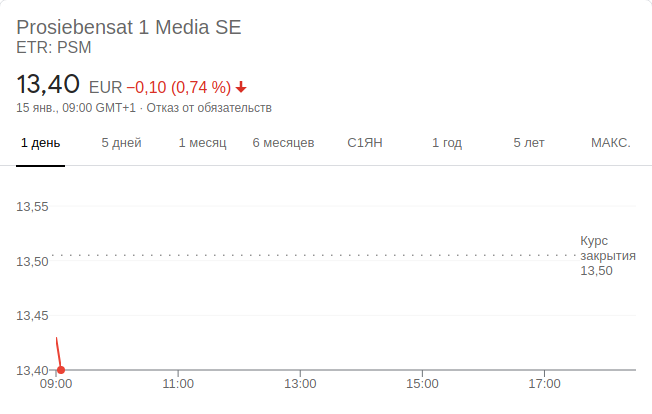 Prosiebensat 1 Media SE
ETR: PSM
13,40 EUR −0,10 (0,74 %)
15 янв., 09:00 GMT+1 · Отказ от обязательств
1 день 5 дней 1 месяц 6 месяцев С1ЯН 1 год 5 лет МАКС.
13,55
Курс
закрытия
13,50
13,50
13,45
13,40
09:00 11:00 13:00 15:00 17:00